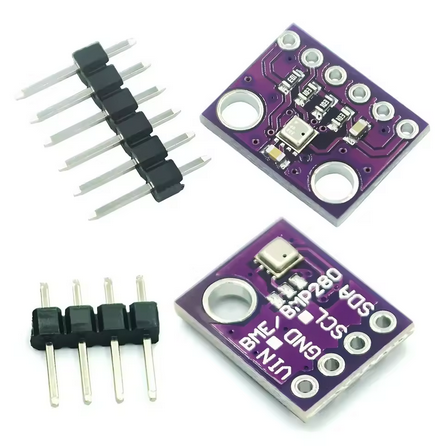 VIN
GND
SCL
SDA
BME/
BMP280